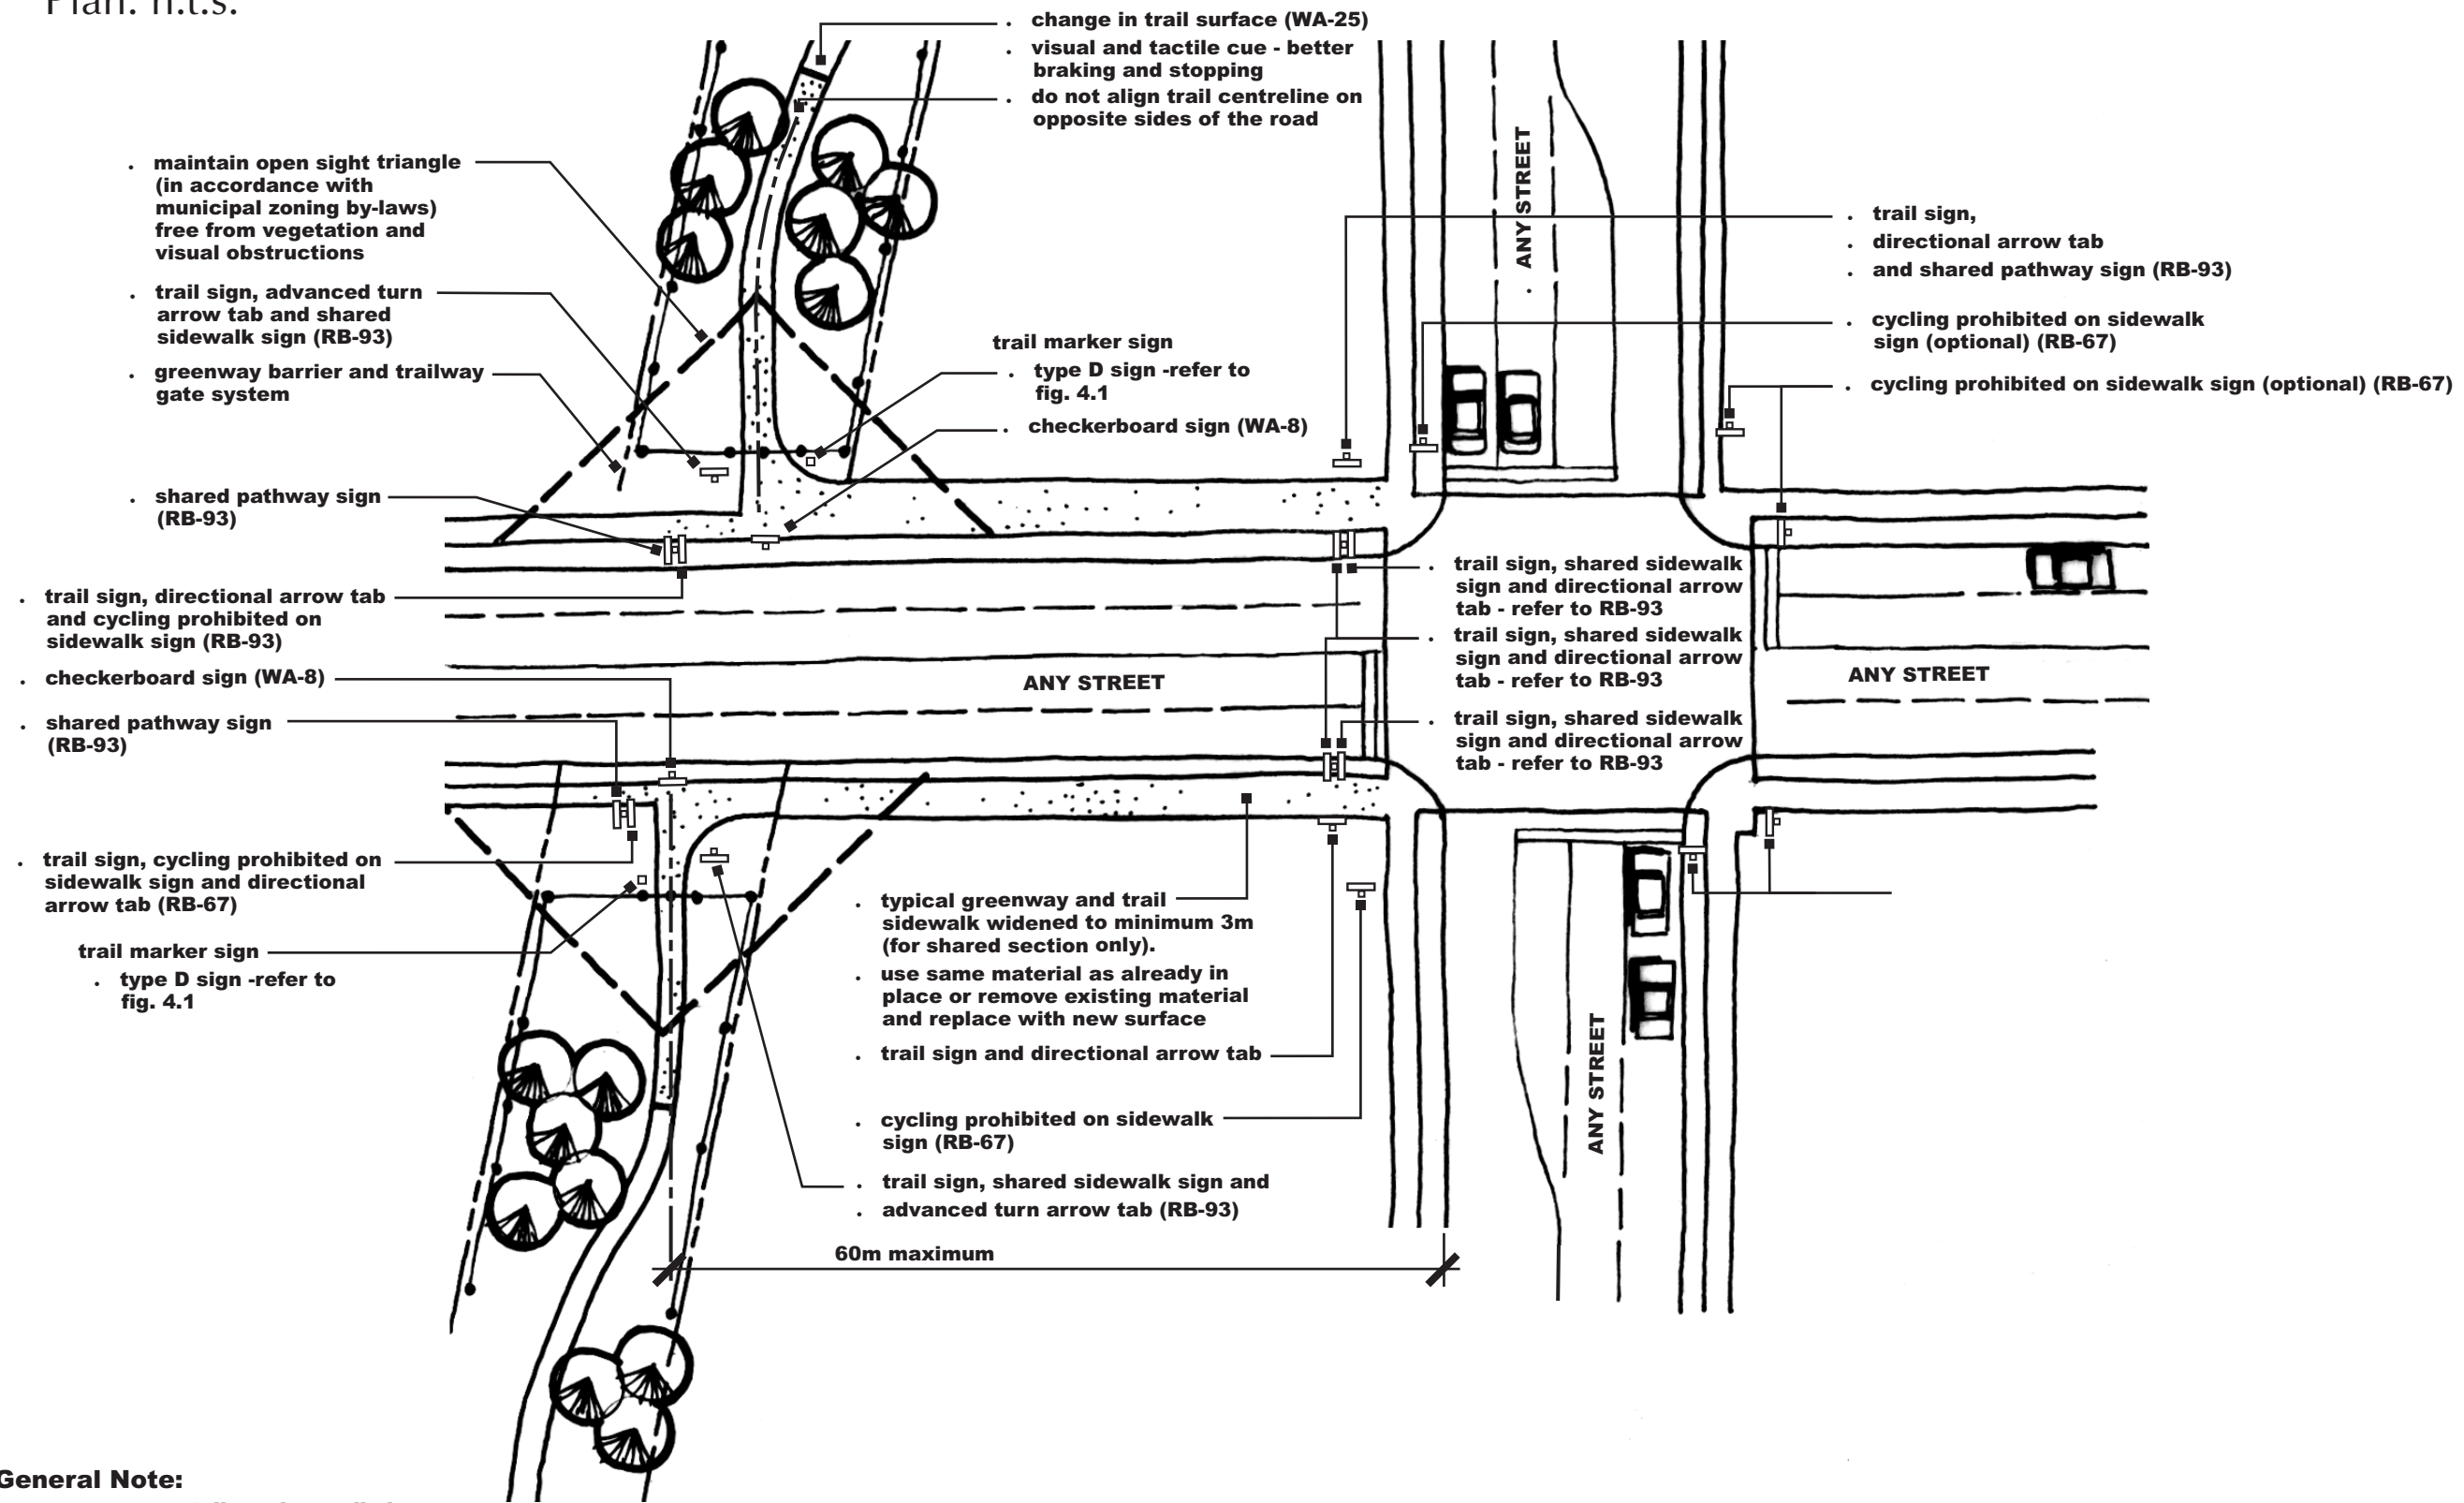 Plan: n.t.s.
. change in trail surface (WA-25)
. visual and tactile cue - better
braking and stopping
. do not align trail centreline on
opposite sides of the road
. maintain open sight triangle
(in accordance with
municipal zoning by-laws)
free from vegetation and
visual obstructions
. trail sign, advanced turn
arrow tab and shared
sidewalk sign (RB-93)
. greenway barrier and trailway
gate system
. shared pathway sign
(RB-93)
trail marker sign
. type D sign -refer to
fig. 4.1
. checkerboard sign (WA-8)
ANY STREET
. trail sign,
. directional arrow tab
. and shared pathway sign (RB-93)
. cycling prohibited on sidewalk
sign (optional) (RB-67)
. cycling prohibited on sidewalk sign (optional) (RB-67)
. trail sign, directional arrow tab
and cycling prohibited on
sidewalk sign (RB-93)
. checkerboard sign (WA-8)
. shared pathway sign
(RB-93)
. trail sign, shared sidewalk
sign and directional arrow
tab - refer to RB-93
. trail sign, shared sidewalk
sign and directional arrow
tab - refer to RB-93
. trail sign, shared sidewalk
sign and directional arrow
tab - refer to RB-93
ANY STREET
ANY STREET
. trail sign, cycling prohibited on
sidewalk sign and directional
arrow tab (RB-67)
trail marker sign
. type D sign -refer to
fig. 4.1
. typical greenway and trail
sidewalk widened to minimum 3m
(for shared section only).
. use same material as already in
place or remove existing material
and replace with new surface
. trail sign and directional arrow tab
. cycling prohibited on sidewalk
sign (RB-67)
. trail sign, shared sidewalk sign and
. advanced turn arrow tab (RB-93)
ANY STREET
60m maximum
General Note: